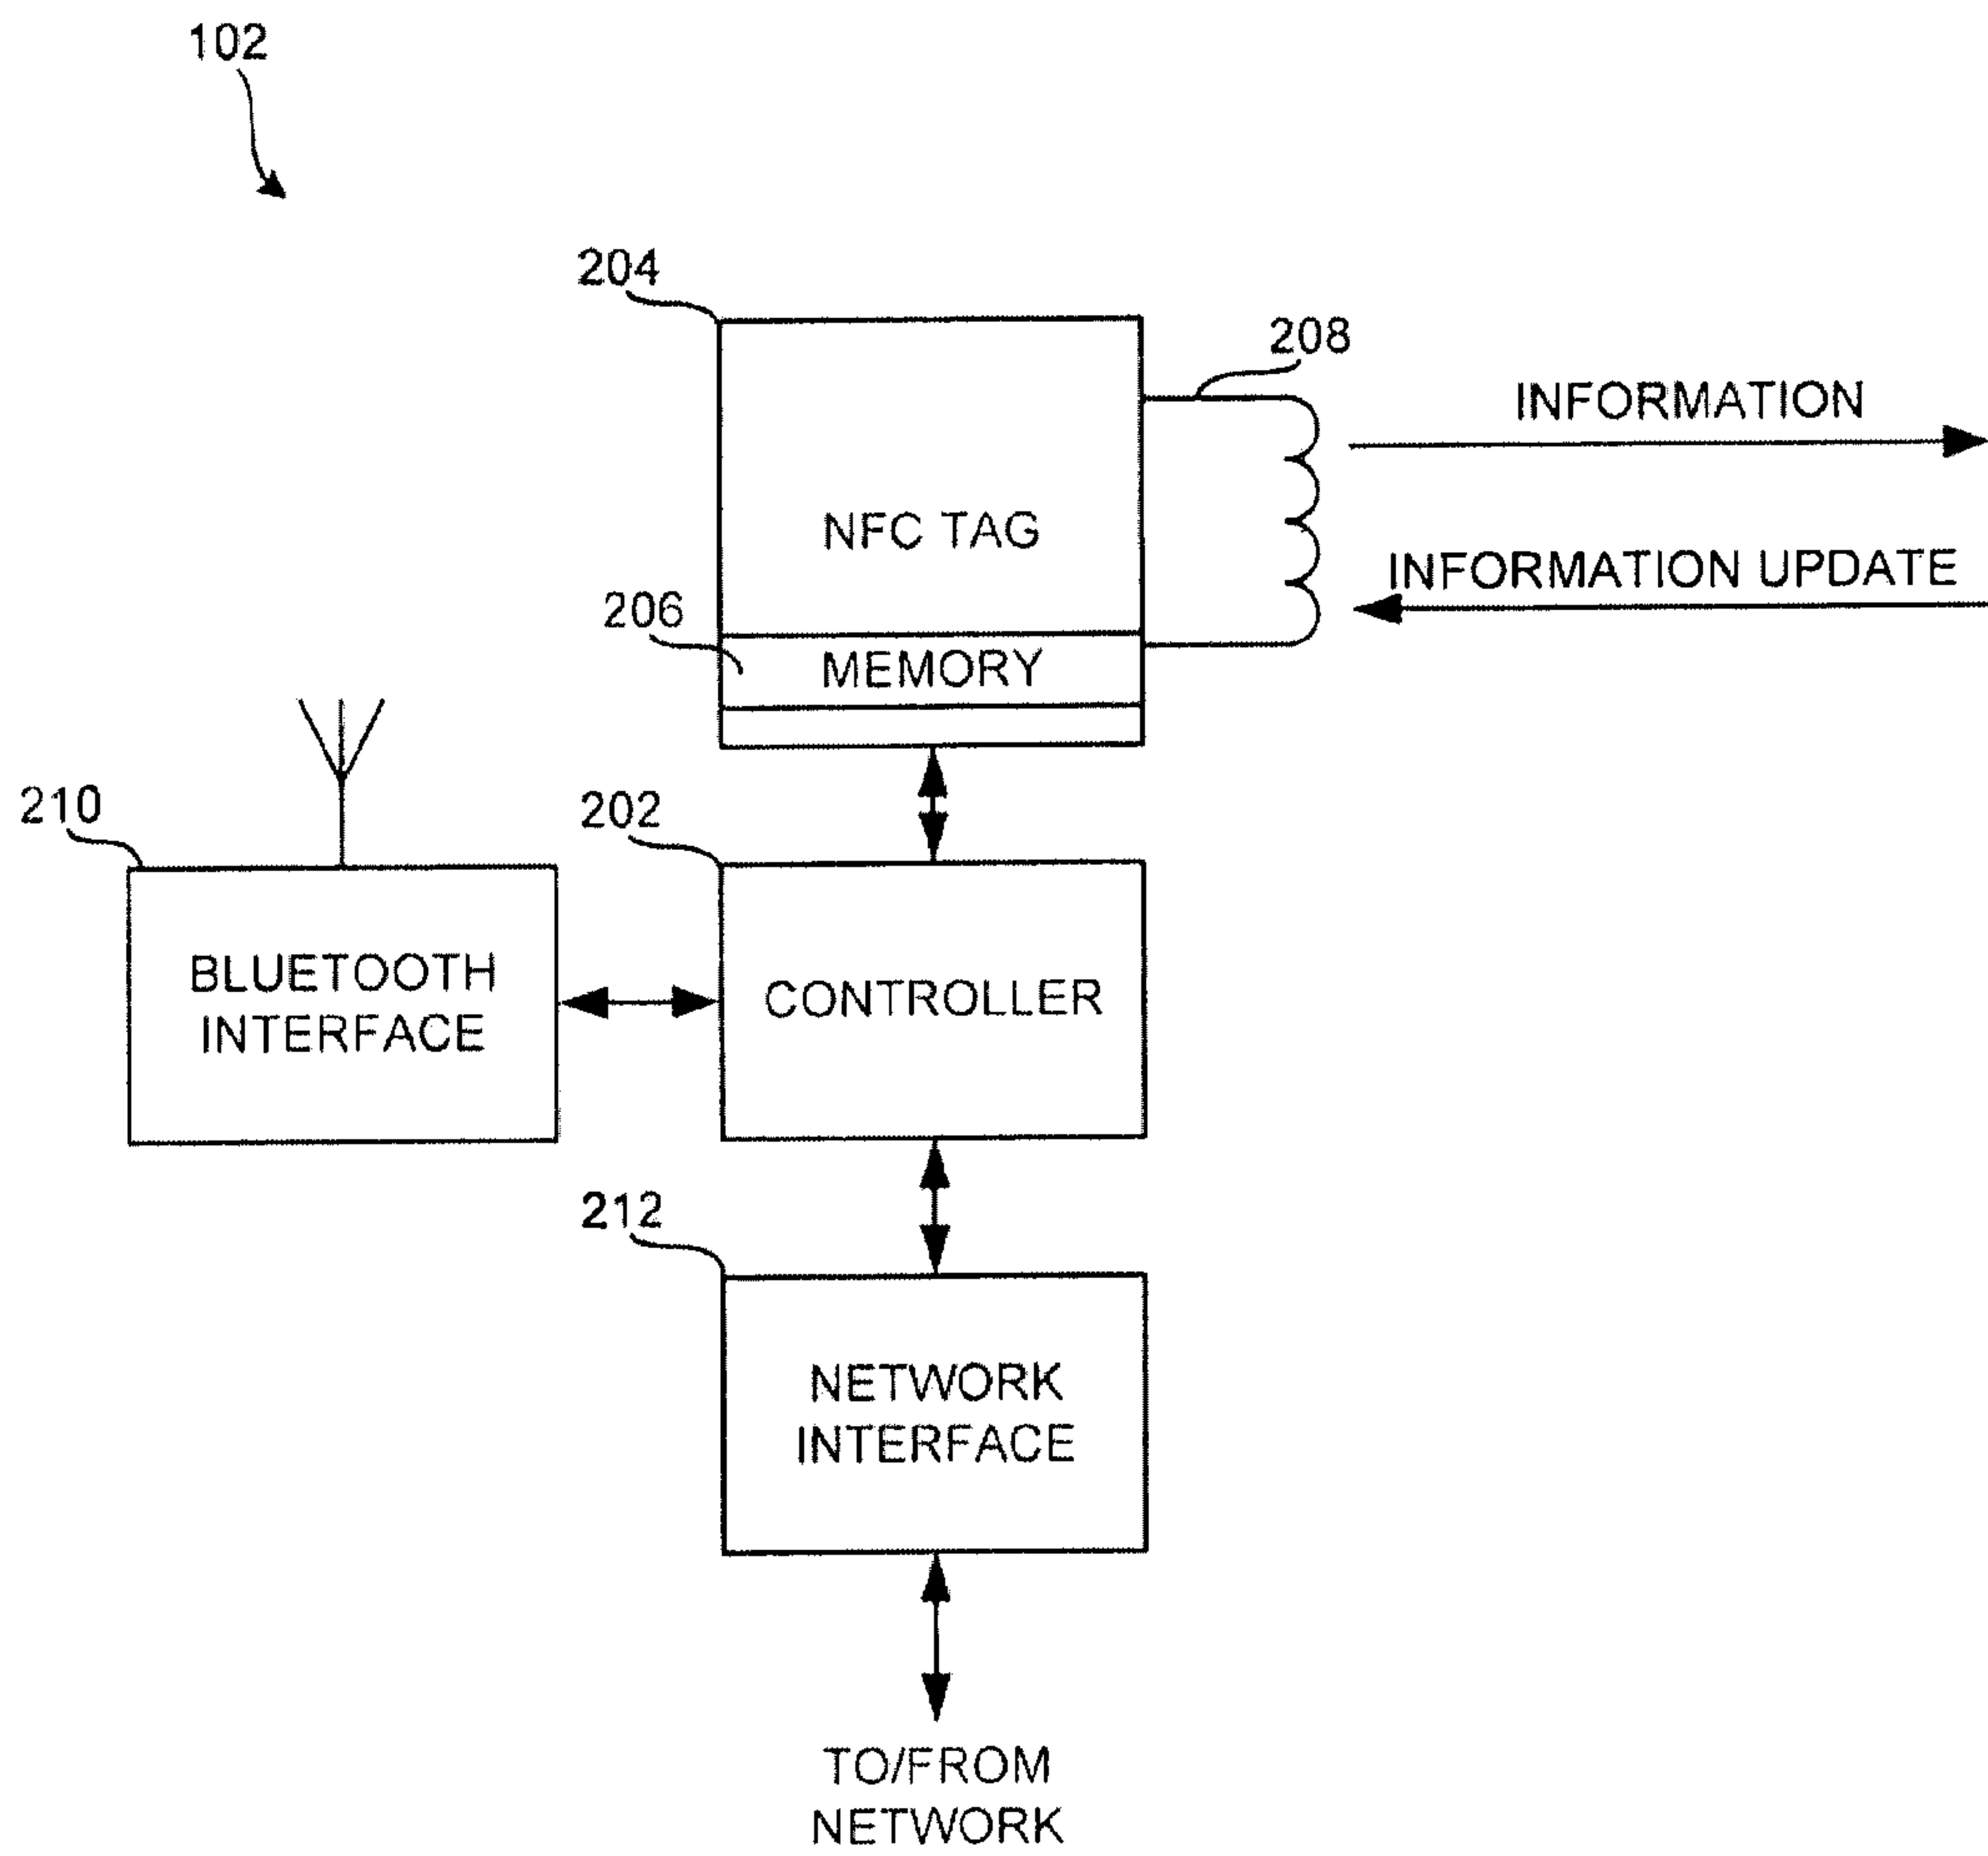 102
204
208
INFORMATION
NFC TAG
INFORMATION UPDATE
206
MEMORY
210
202
BLUETOOTH
INTERFACE
CONTROLLER
212
NETWORK
INTERFACE
TO/FROM
NETWORK